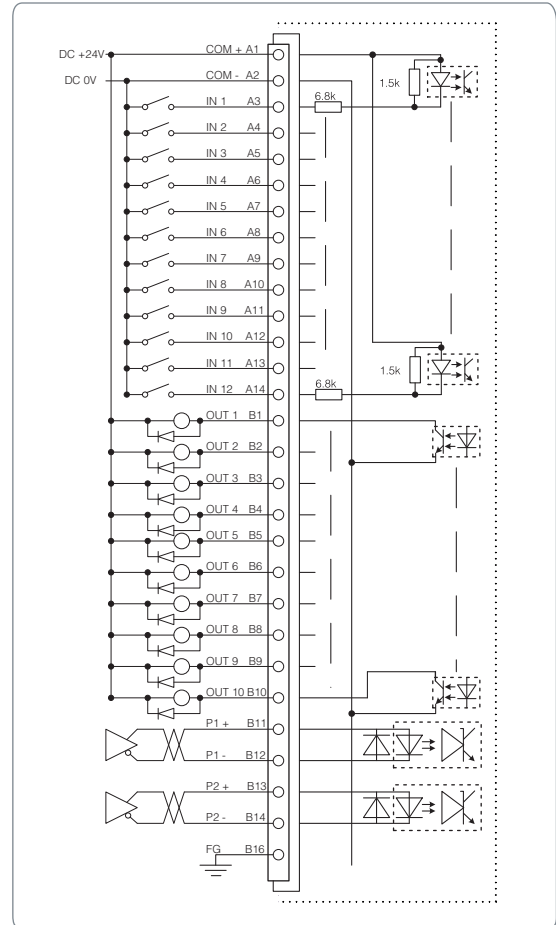 DC +24V COM + A1
DC 0V COM - A2
1.5k
IN 1 A3 6.8k
IN 2 A4
IN 3 A5
IN 4 A6
IN 5 A7
IN 6 A8
IN 7 A9
IN 8 A10
IN 9 A11
IN 10 A12
IN 11 A13 1.5k
IN 12 A14 6.8k
OUT 1 B1
OUT 2 B2
OUT 3 B3
OUT 4 B4
OUT 5 B5
OUT 6 B6
OUT 7 B7
OUT 8 B8
OUT 9 B9
OUT 10 B10
P1 + B11
P1 - B12
P2 + B13
P2 - B14
FG B16